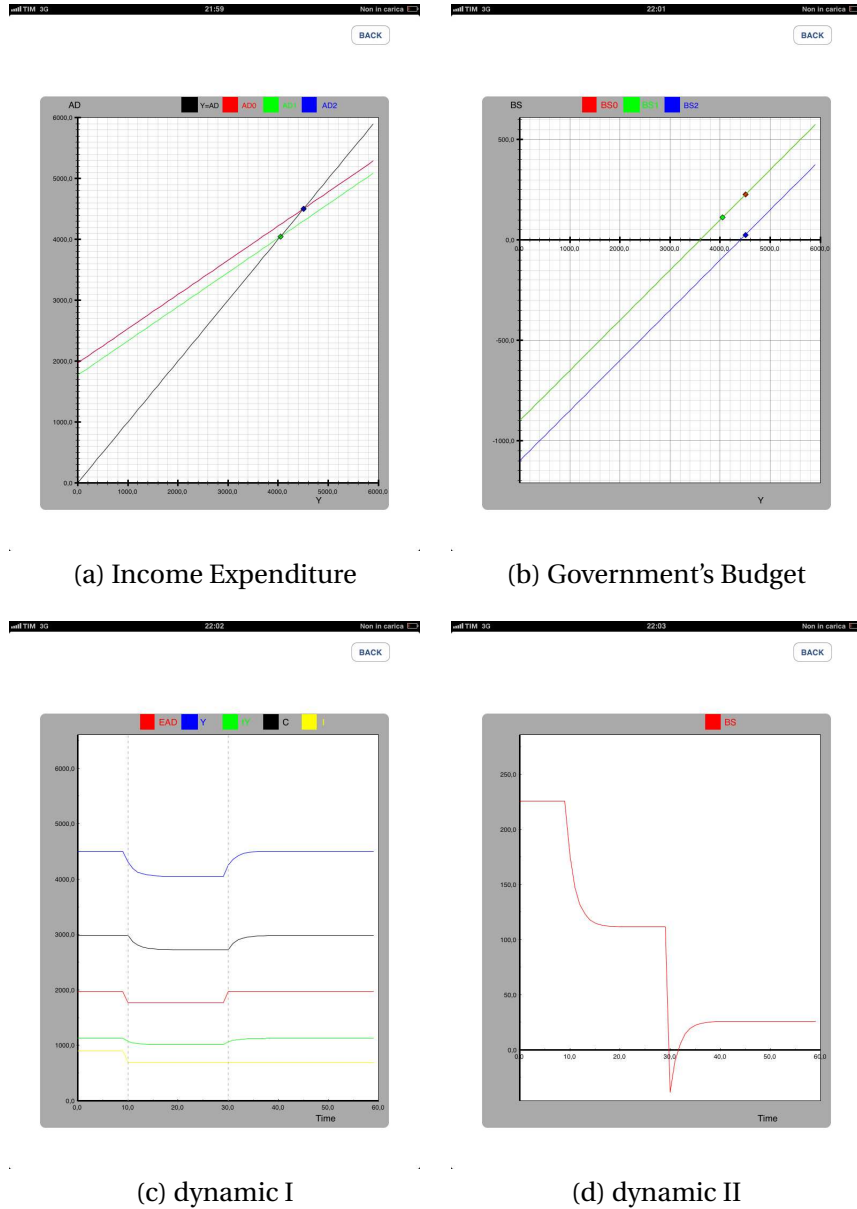 TIM 3G 21:59 Non in carica
BACK
AD Y=AD AD0 AD1 AD2
6000,0
5000,0
4000,0
3000,0
2000,0
1000,0
0,0
0,0 1000,0 2000,0 3000,0 4000,0 5000,0 6000,0
Y
(a) Income Expenditure
TIM 3G 22:01 Non in carica
BACK
BS BS0 BS1 BS2
500,0
0,0
0,0 1000,0 2000,0 3000,0 4000,0 5000,0 6000,0
-500,0
-1000,0
Y
(b) Government's Budget
TIM 3G 22:02 Non in carica
BACK
EAD Y tY C I
6000,0
5000,0
4000,0
3000,0
2000,0
1000,0
0,0
0,0 10,0 20,0 30,0 40,0 50,0 60,0
Time
(c) dynamic I
TIM 3G 22:03 Non in carica
BACK
BS
250,0
200,0
150,0
100,0
50,0
0,0
0,0 10,0 20,0 30,0 40,0 50,0 60,0
Time
(d) dynamic II